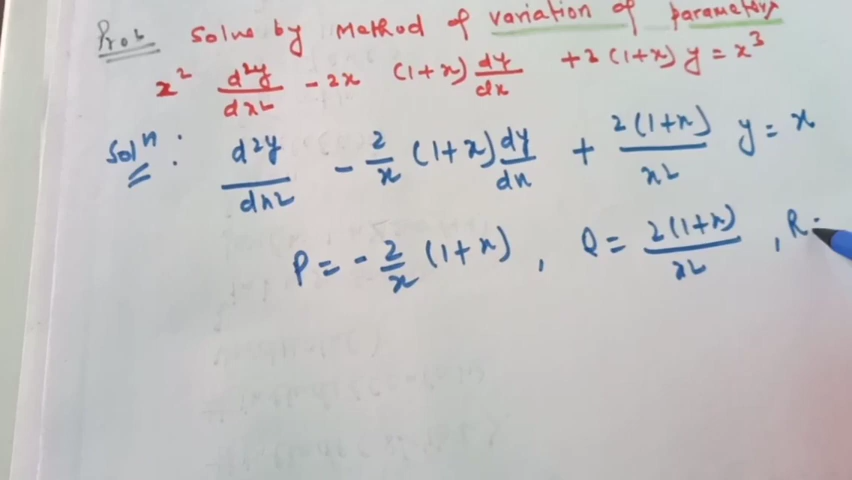 Prob. Solve by Method of variation of parameters
x² d²y/dx² - 2x (1+x) dy/dx + 2(1+x) y = x³
Solⁿ: d²y/dx² - 2/x (1+x) dy/dx + 2(1+x)/x² y = x
P = - 2/x (1+x), Q = 2(1+x)/x², R